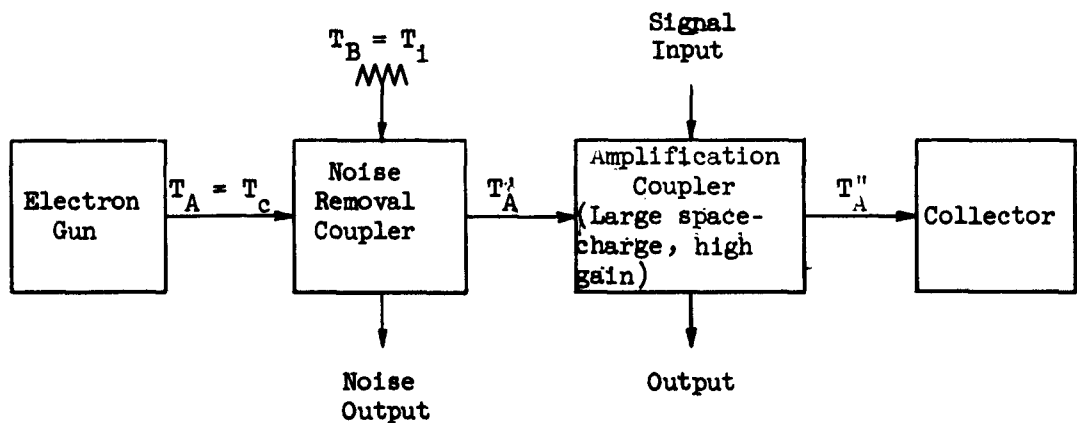 Signal
Input
T_B = T_i
Electron
Gun
T_A = T_c
Noise
Removal
Coupler
T'_A
Amplification
Coupler
(Large space-
charge, high
gain)
T"_A
Collector
Noise
Output
Output